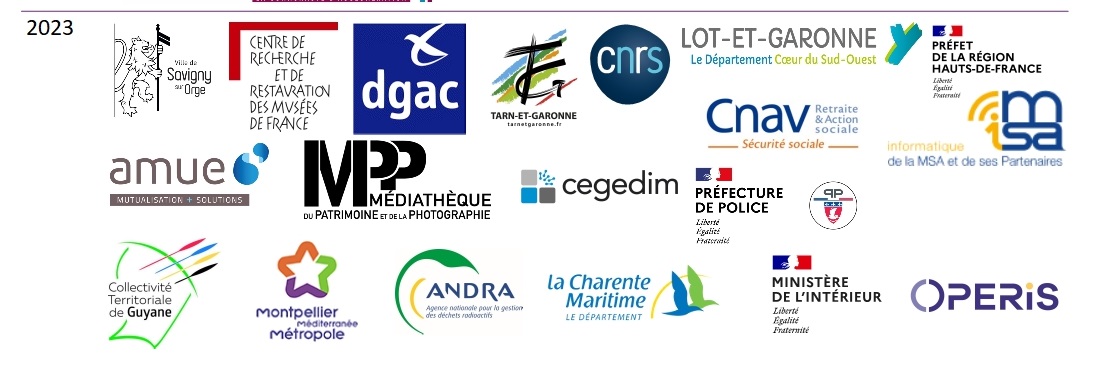 2023
Ville de
Savigny
sur
Orge
CENTRE DE
RECHERCHE
ET DE
RESTAURATION
DES MUSÉES
DE FRANCE
dgac
TARN-ET-GARONNE
tarnetgaronne.fr
cnrs
LOT-ET-GARONNE
Le Département Cœur du Sud-Ouest
PRÉFET
DE LA RÉGION
HAUTS-DE-FRANCE
Liberté
Égalité
Fraternité
Cnav
Retraite
& Action
sociale
Sécurité sociale
imsa
informatique
de la MSA et de ses Partenaires
amue
MUTUALISATION + SOLUTIONS
MPP
MÉDIATHÈQUE
DU PATRIMOINE ET DE LA PHOTOGRAPHIE
cegedim
PRÉFECTURE
DE POLICE
Liberté
Égalité
Fraternité
PP
Collectivité
Territoriale
de Guyane
Montpellier
méditerranée
métropole
ANDRA
Agence nationale pour la gestion
des déchets radioactifs
La Charente
Maritime
LE DÉPARTEMENT
MINISTÈRE
DE L'INTÉRIEUR
Liberté
Égalité
Fraternité
OPERiS